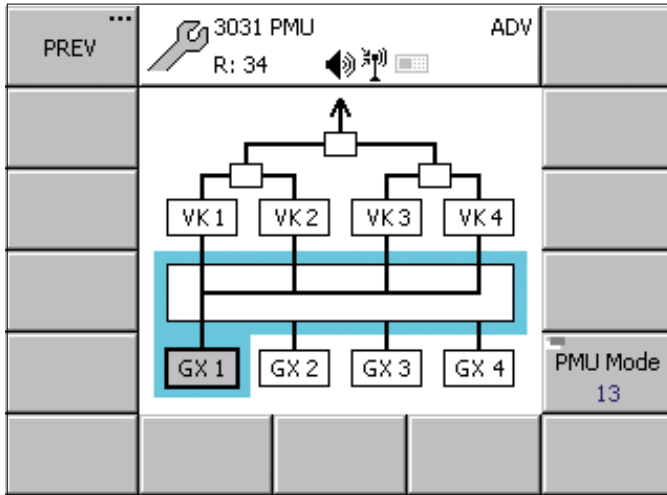 PREV
3031 PMU
ADV
R: 34
VK 1
VK 2
VK 3
VK 4
GX 1
GX 2
GX 3
GX 4
PMU Mode
13